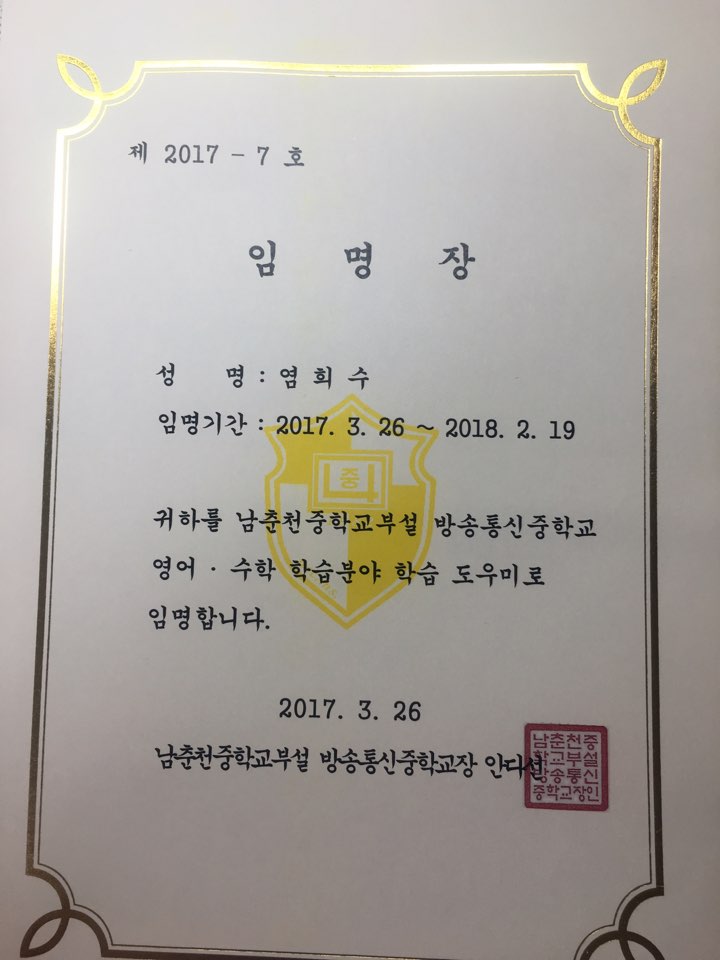 제 2017 - 7 호
임 명 장
성 명 : 염 희 수
임명기간 : 2017. 3. 26 ~ 2018. 2. 19
중
귀하를 남춘천중학교부설 방송통신중학교
영어 · 수학 학습분야 학습 도우미로
임명합니다.
2017. 3. 26
남춘천중학교부설 방송통신중학교장 안다선
남춘천중
학교부설
방송통신
중학교장인